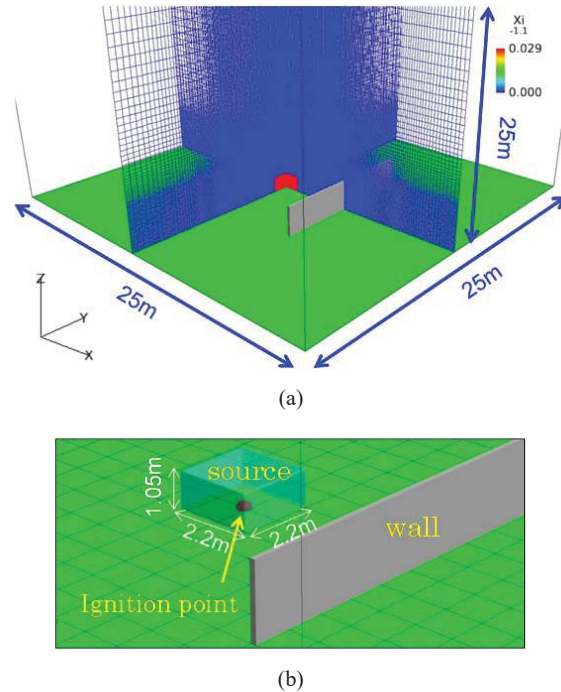 Xi
-1.1
0.029
0.000
25m
Z
Y
X
25m
25m
(a)
source
1.05m
2.2m
2.2m
wall
Ignition point
(b)